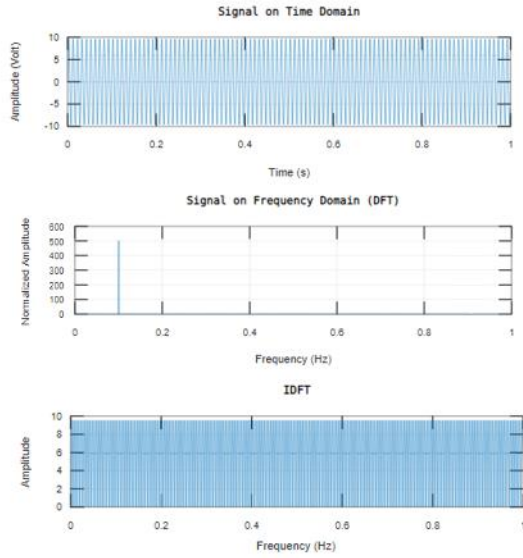 Signal on Time Domain
Amplitude (Volt)
10
5
0
-5
-10
0 0.2 0.4 0.6 0.8 1
Time (s)
Signal on Frequency Domain (DFT)
Normalized Amplitude
600
500
400
300
200
100
0
0 0.2 0.4 0.6 0.8 1
Frequency (Hz)
IDFT
Amplitude
10
8
6
4
2
0
0 0.2 0.4 0.6 0.8 1
Frequency (Hz)